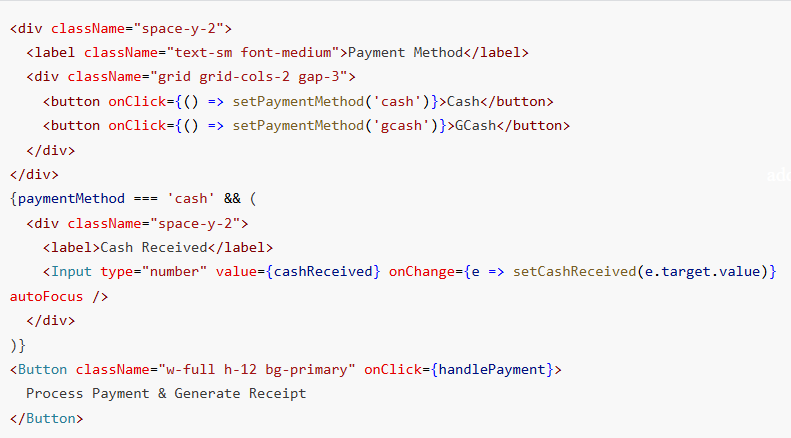 <div className="space-y-2">
  <label className="text-sm font-medium">Payment Method</label>
  <div className="grid grid-cols-2 gap-3">
    <button onClick={() => setPaymentMethod('cash')}>Cash</button>
    <button onClick={() => setPaymentMethod('gcash')}>GCash</button>
  </div>
</div>
{paymentMethod === 'cash' && (
  <div className="space-y-2">
    <label>Cash Received</label>
    <Input type="number" value={cashReceived} onChange={e => setCashReceived(e.target.value)}
autoFocus />
  </div>
)}
<Button className="w-full h-12 bg-primary" onClick={handlePayment}>
  Process Payment & Generate Receipt
</Button>